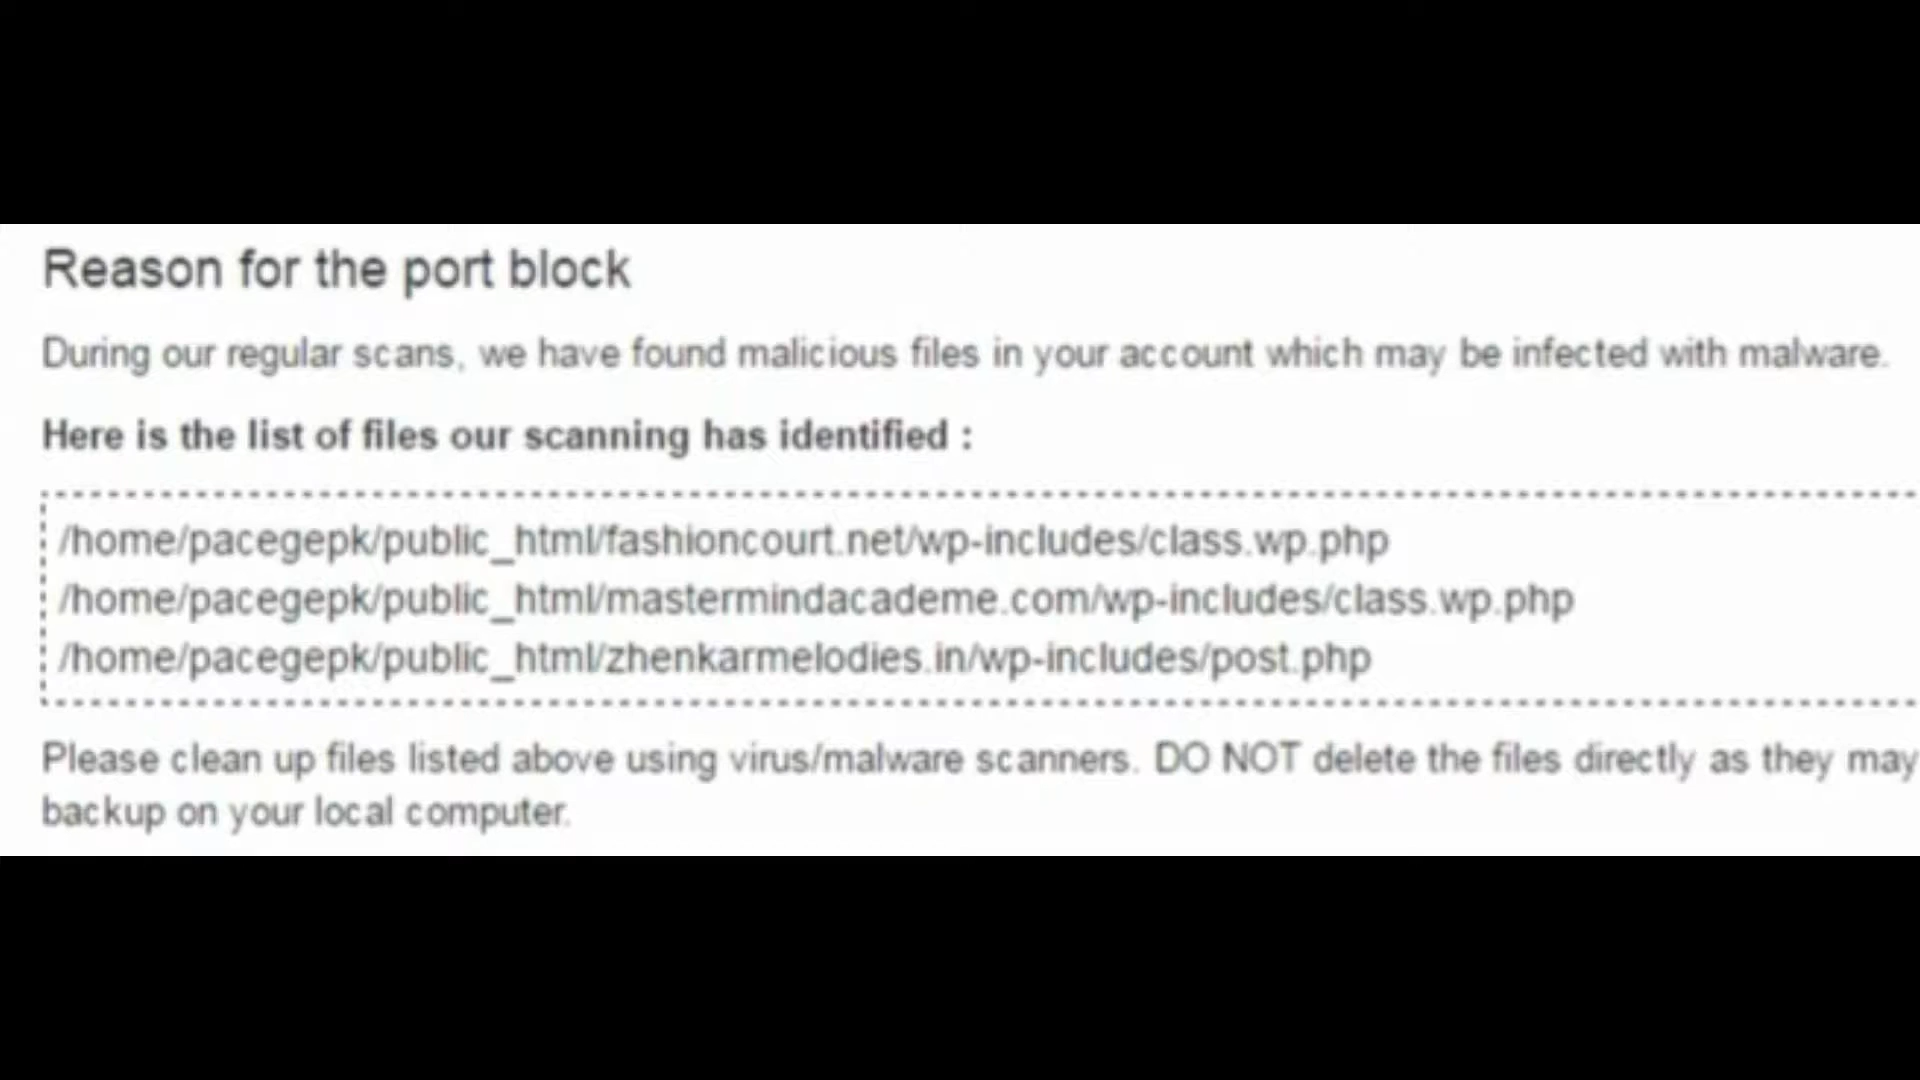 Reason for the port block
During our regular scans, we have found malicious files in your account which may be infected with malware.
Here is the list of files our scanning has identified :
/home/pacegepk/public_html/fashioncourt.net/wp-includes/class.wp.php
/home/pacegepk/public_html/mastermindacademe.com/wp-includes/class.wp.php
/home/pacegepk/public_html/zhenkarmelodies.in/wp-includes/post.php
Please clean up files listed above using virus/malware scanners. DO NOT delete the files directly as they may
backup on your local computer.